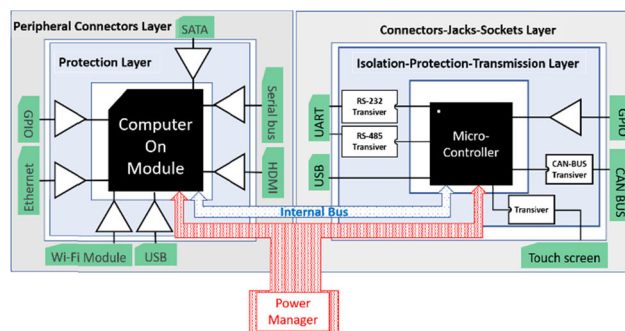 Peripheral Connectors Layer
SATA
Protection Layer
GPIO
Computer
On
Module
Serial bus
Ethernet
HDMI
Wi-Fi Module
USB
Connectors-Jacks-Sockets Layer
Isolation-Protection-Transmission Layer
UART
RS-232
Transiver
RS-485
Transiver
Micro-
Controller
GPIO
USB
CAN-BUS
Transiver
CAN BUS
Transiver
Internal Bus
Touch screen
Power
Manager